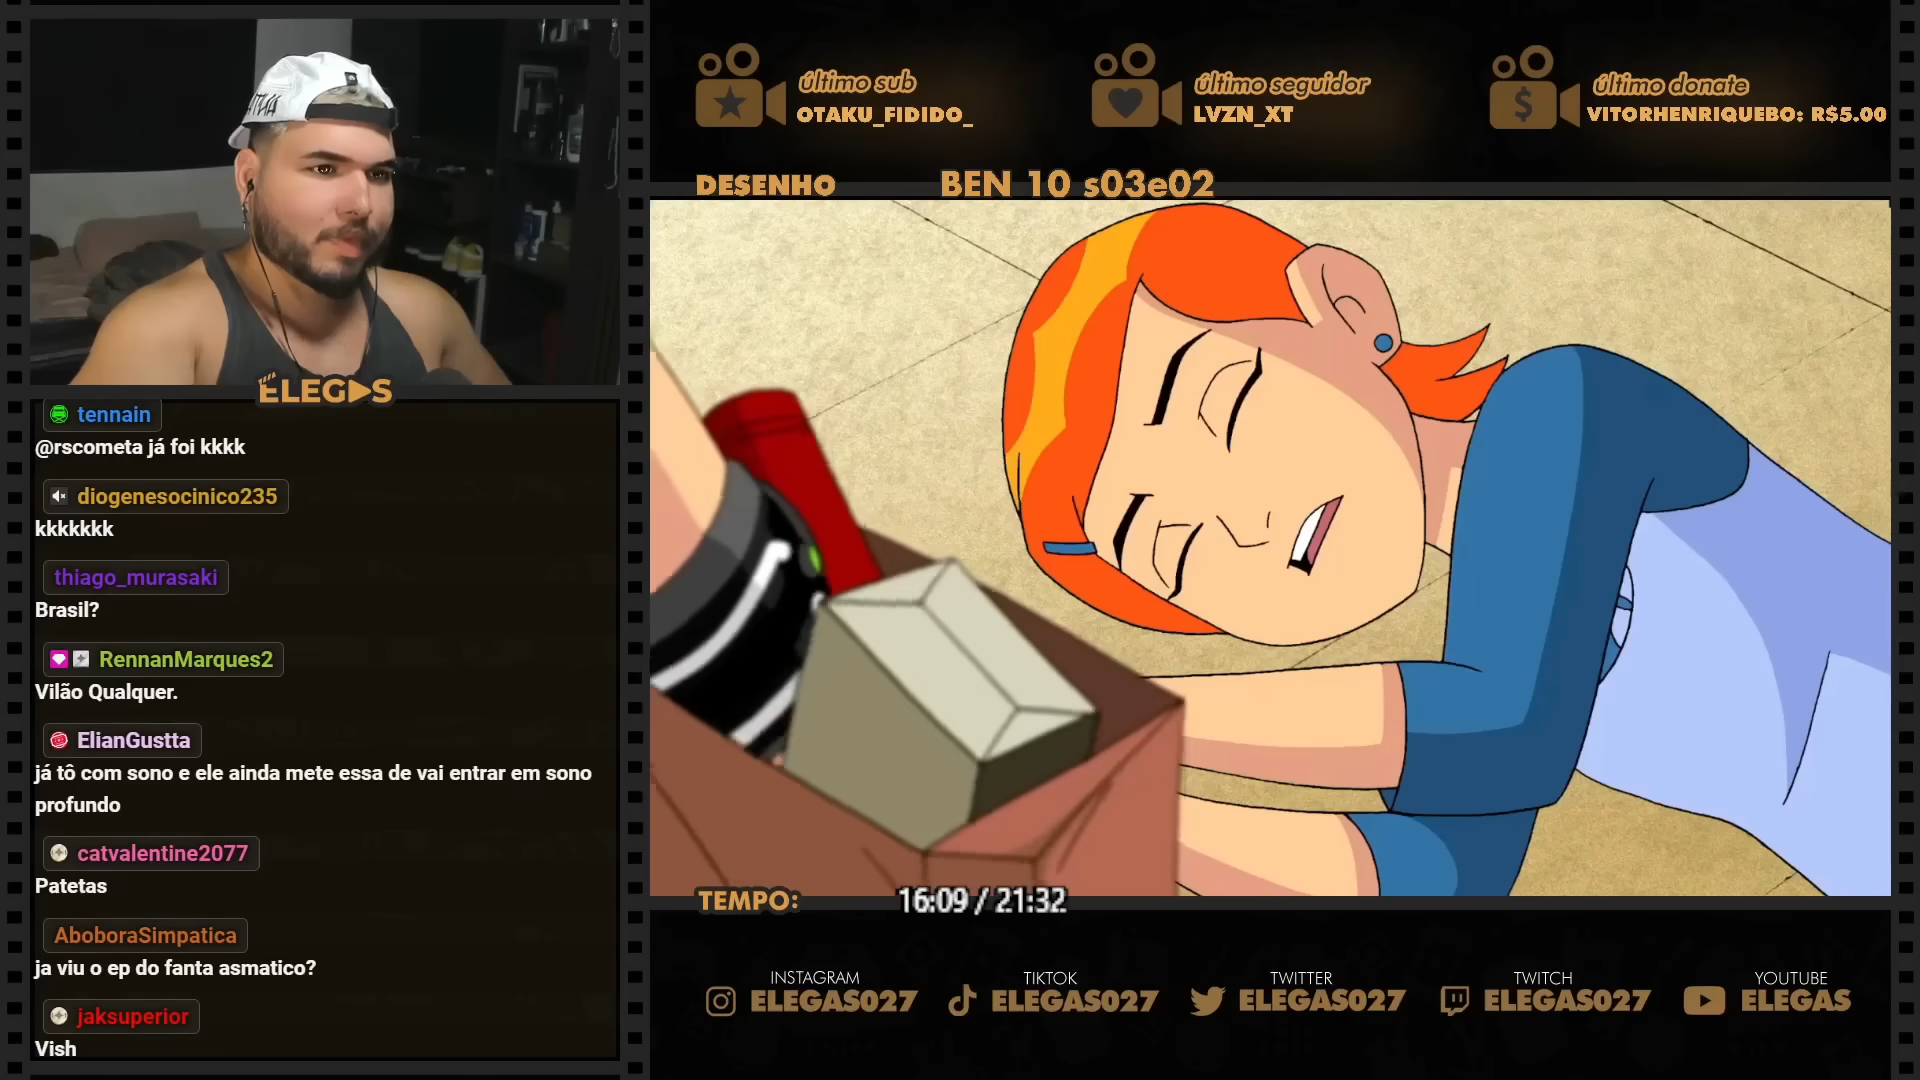 último sub
OTAKU_FIDIDO_
último seguidor
LVZN_XT
último donate
VITORHENRIQUEBO: R$5.00
DESENHO
BEN 10 s03e02
ELEGAS
tennain
@rscometa já foi kkkk
diogenesocinico235
kkkkkkk
thiago_murasaki
Brasil?
RennanMarques2
Vilão Qualquer.
ElianGustta
já tô com sono e ele ainda mete essa de vai entrar em sono
profundo
catvalentine2077
Patetas
AboboraSimpatica
ja viu o ep do fanta asmatico?
jaksuperior
Vish
TEMPO:
16:09 / 21:32
INSTAGRAM
ELEGAS027
TIKTOK
ELEGAS027
TWITTER
ELEGAS027
TWITCH
ELEGAS027
YOUTUBE
ELEGAS